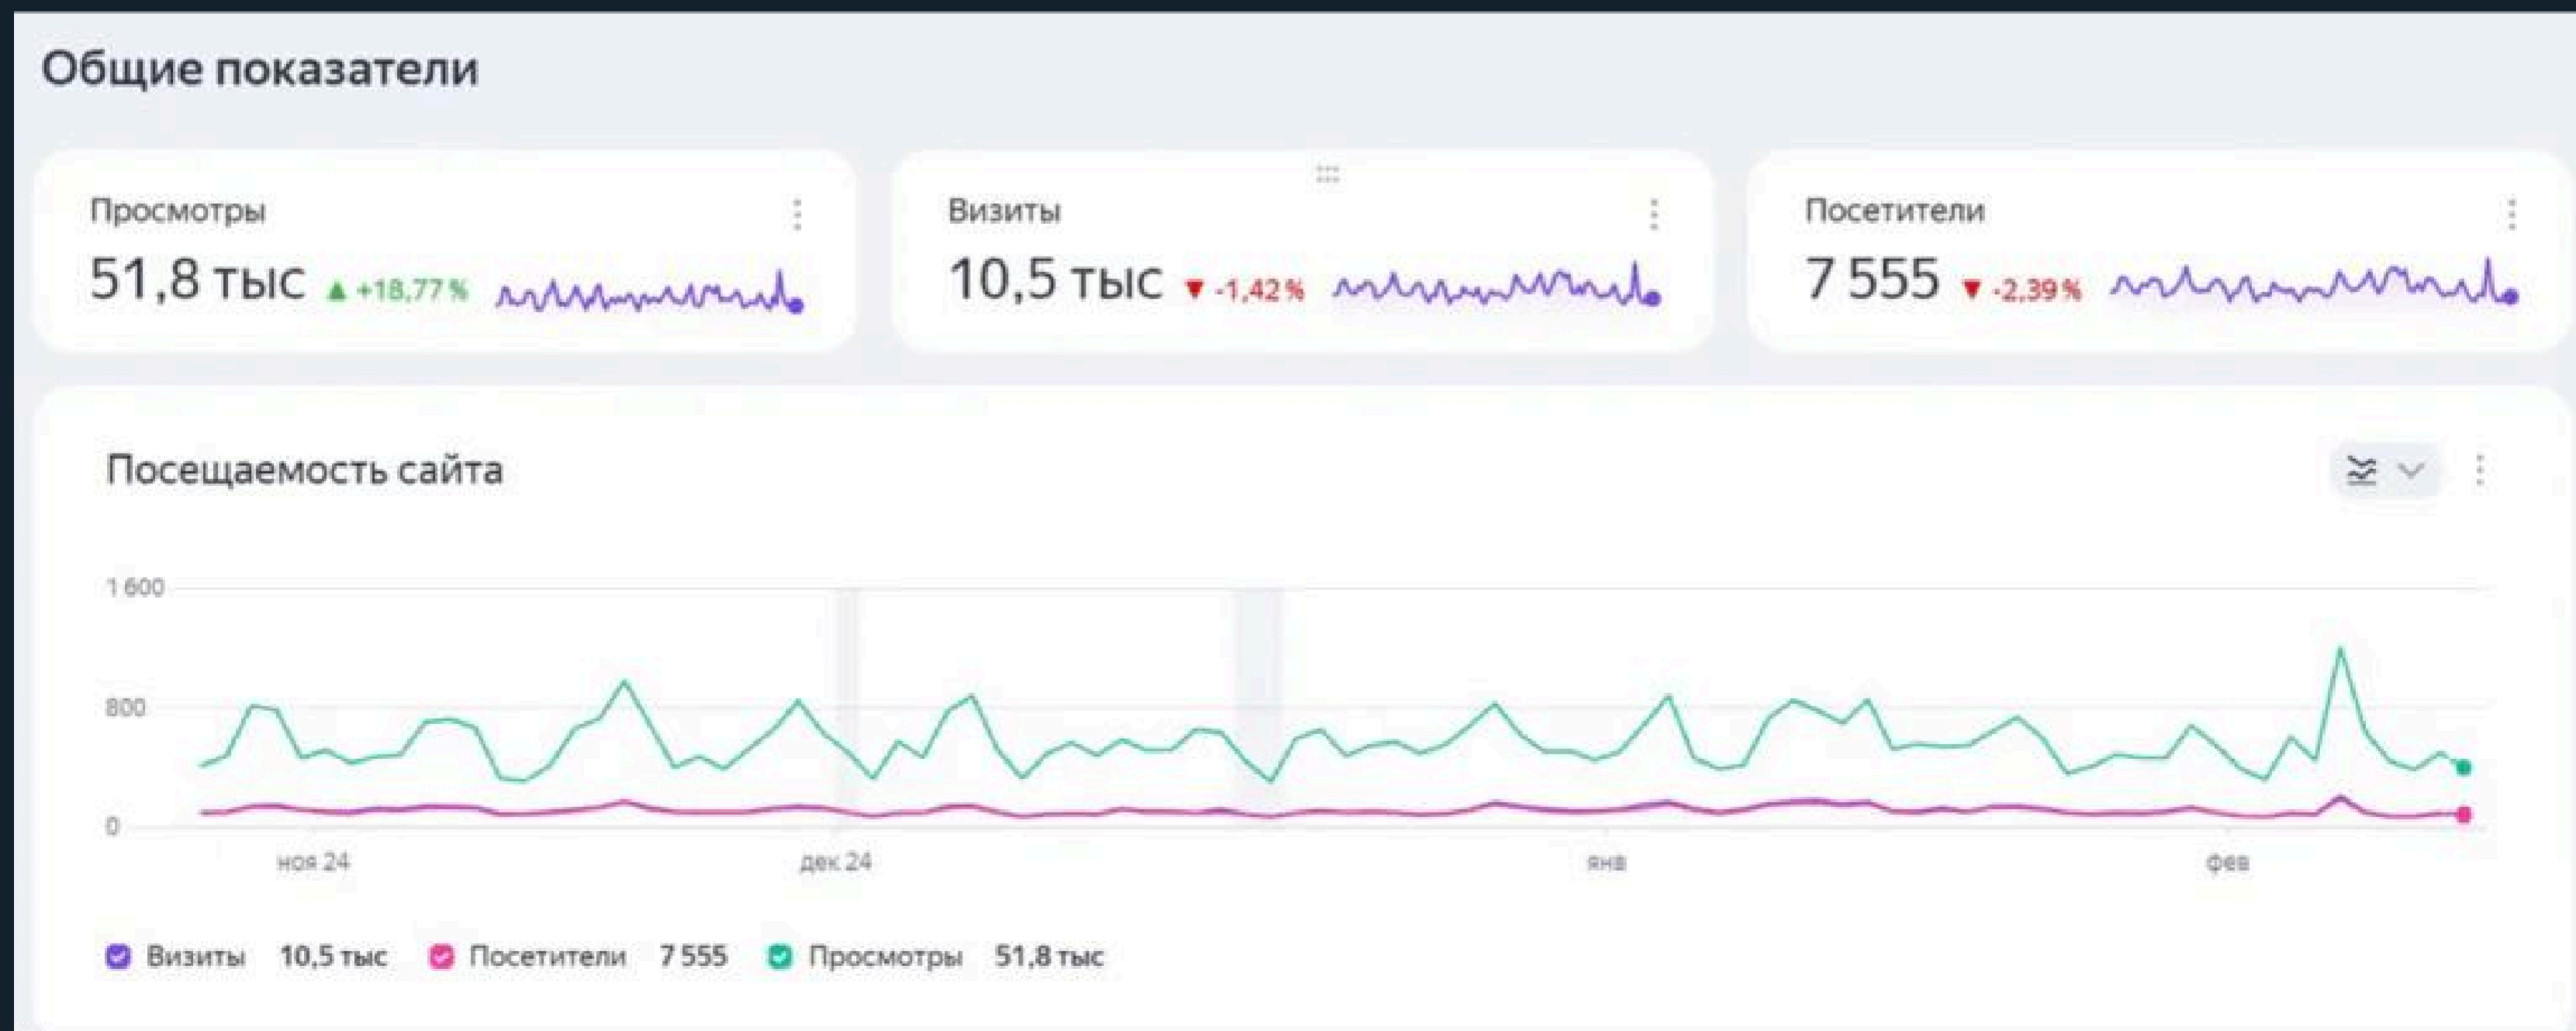 Общие показатели
Просмотры
51,8 тыс ▲ +18,77 %
Визиты
10,5 тыс ▼ -1,42 %
Посетители
7 555 ▼ -2,39 %
Посещаемость сайта
1 600
800
0
ноя 24 дек 24 янв фев
Визиты 10,5 тыс Посетители 7 555 Просмотры 51,8 тыс